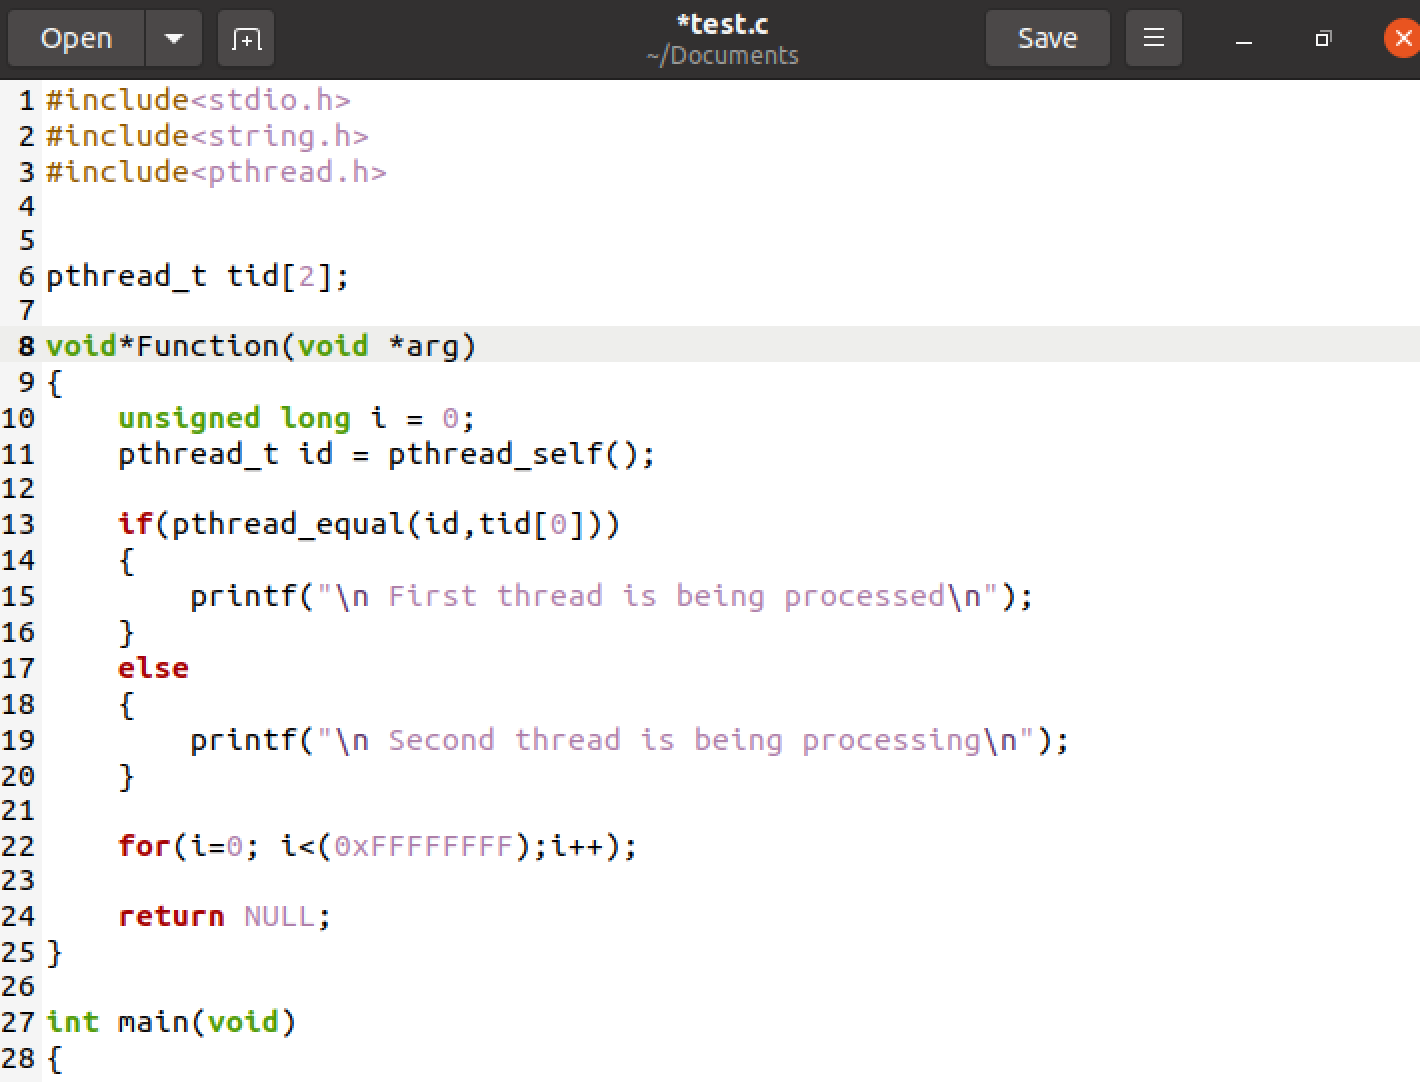 Open
*test.c
~/Documents
Save
1 #include<stdio.h>
2 #include<string.h>
3 #include<pthread.h>
4
5
6 pthread_t tid[2];
7
8 void*Function(void *arg)
9 {
10     unsigned long i = 0;
11     pthread_t id = pthread_self();
12
13     if(pthread_equal(id,tid[0]))
14     {
15         printf("\n First thread is being processed\n");
16     }
17     else
18     {
19         printf("\n Second thread is being processing\n");
20     }
21
22     for(i=0; i<(0xFFFFFFFF);i++);
23
24     return NULL;
25 }
26
27 int main(void)
28 {